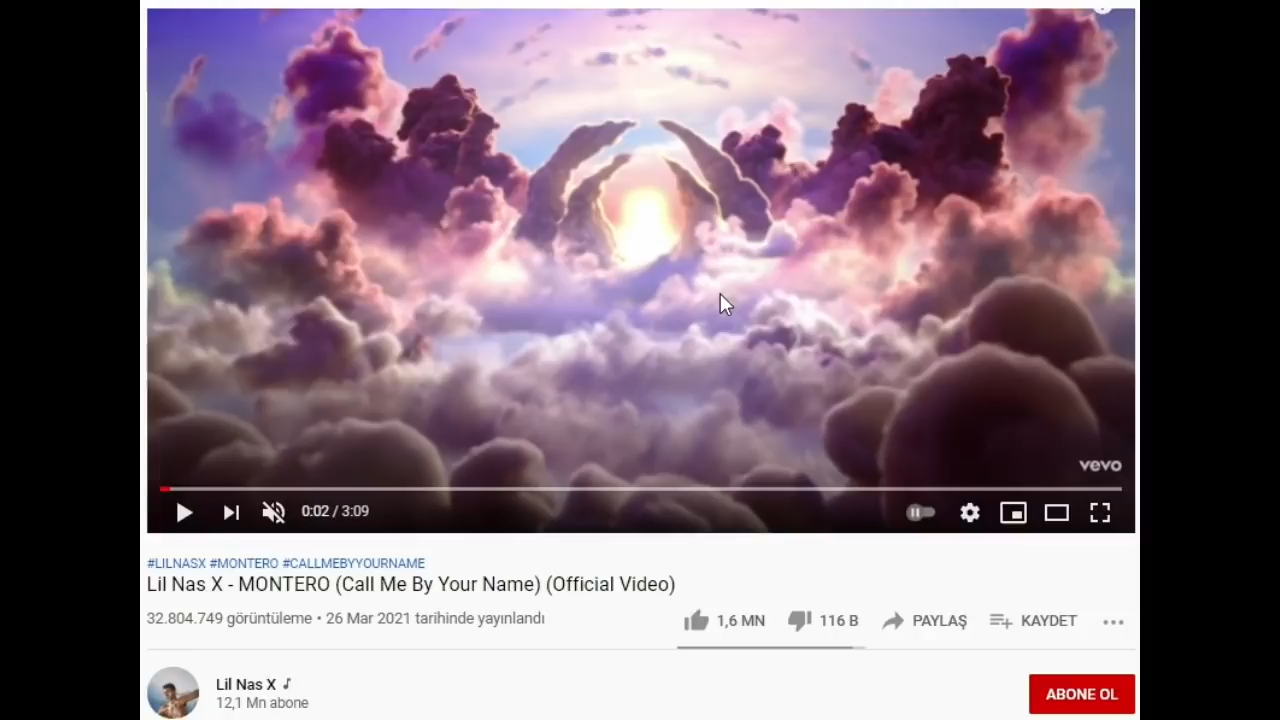 vevo
0:02 / 3:09
#LILNASX #MONTERO #CALLMEBYYOURNAME
Lil Nas X - MONTERO (Call Me By Your Name) (Official Video)
32.804.749 görüntüleme • 26 Mar 2021 tarihinde yayınlandı
1,6 MN 116 B PAYLAŞ KAYDET
Lil Nas X
12,1 Mn abone
ABONE OL